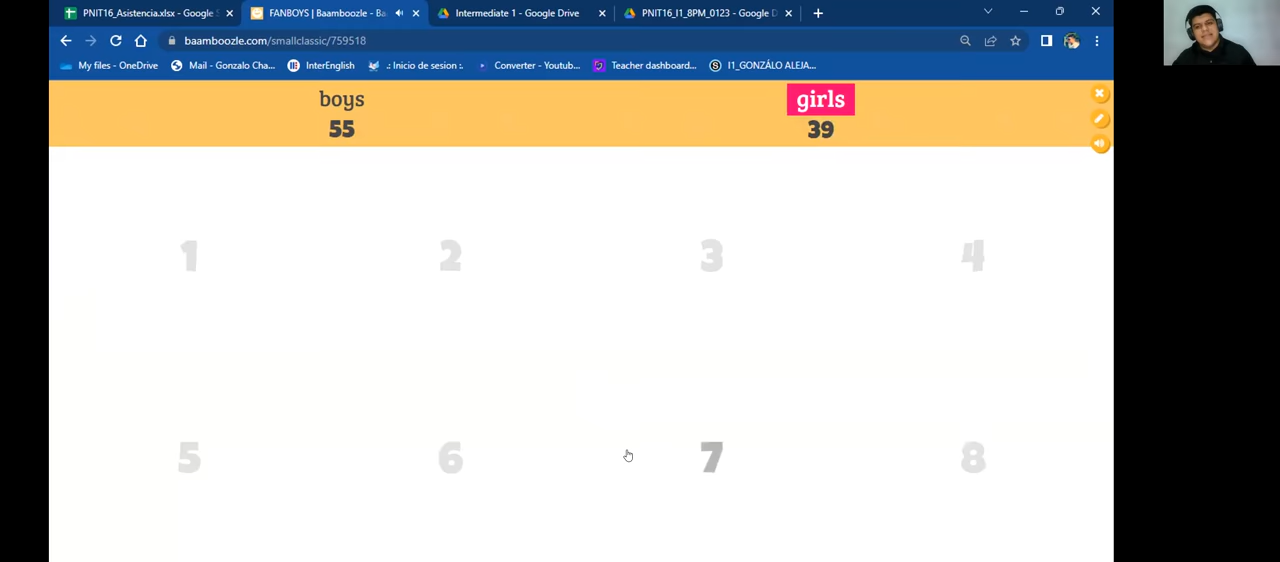 PNIT16_Asistencia.xlsx - Google S
FANBOYS | Baamboozle - Ba
Intermediate 1 - Google Drive
PNIT16_I1_8PM_0123 - Google D
baamboozle.com/smallclassic/759518
My files - OneDrive
Mail - Gonzalo Cha...
InterEnglish
.: Inicio de sesion :.
Converter - Youtub...
Teacher dashboard...
I1_GONZÁLO ALEJA...
boys
girls
55
39
1 2 3 4
5 6 7 8